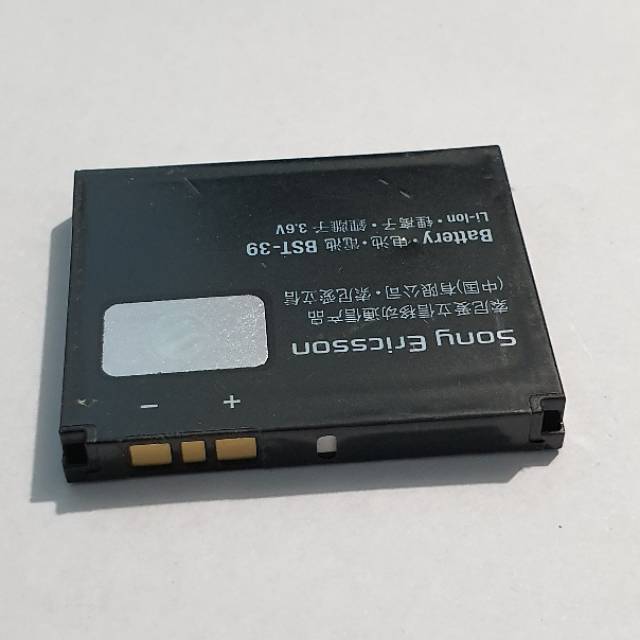 Sony Ericsson
索尼爱立信移动通信产品
(中国)有限公司・索尼爱立信
Battery・电池・電池 BST-39
Li-Ion・锂离子・鋰離子 3.6V
+ −